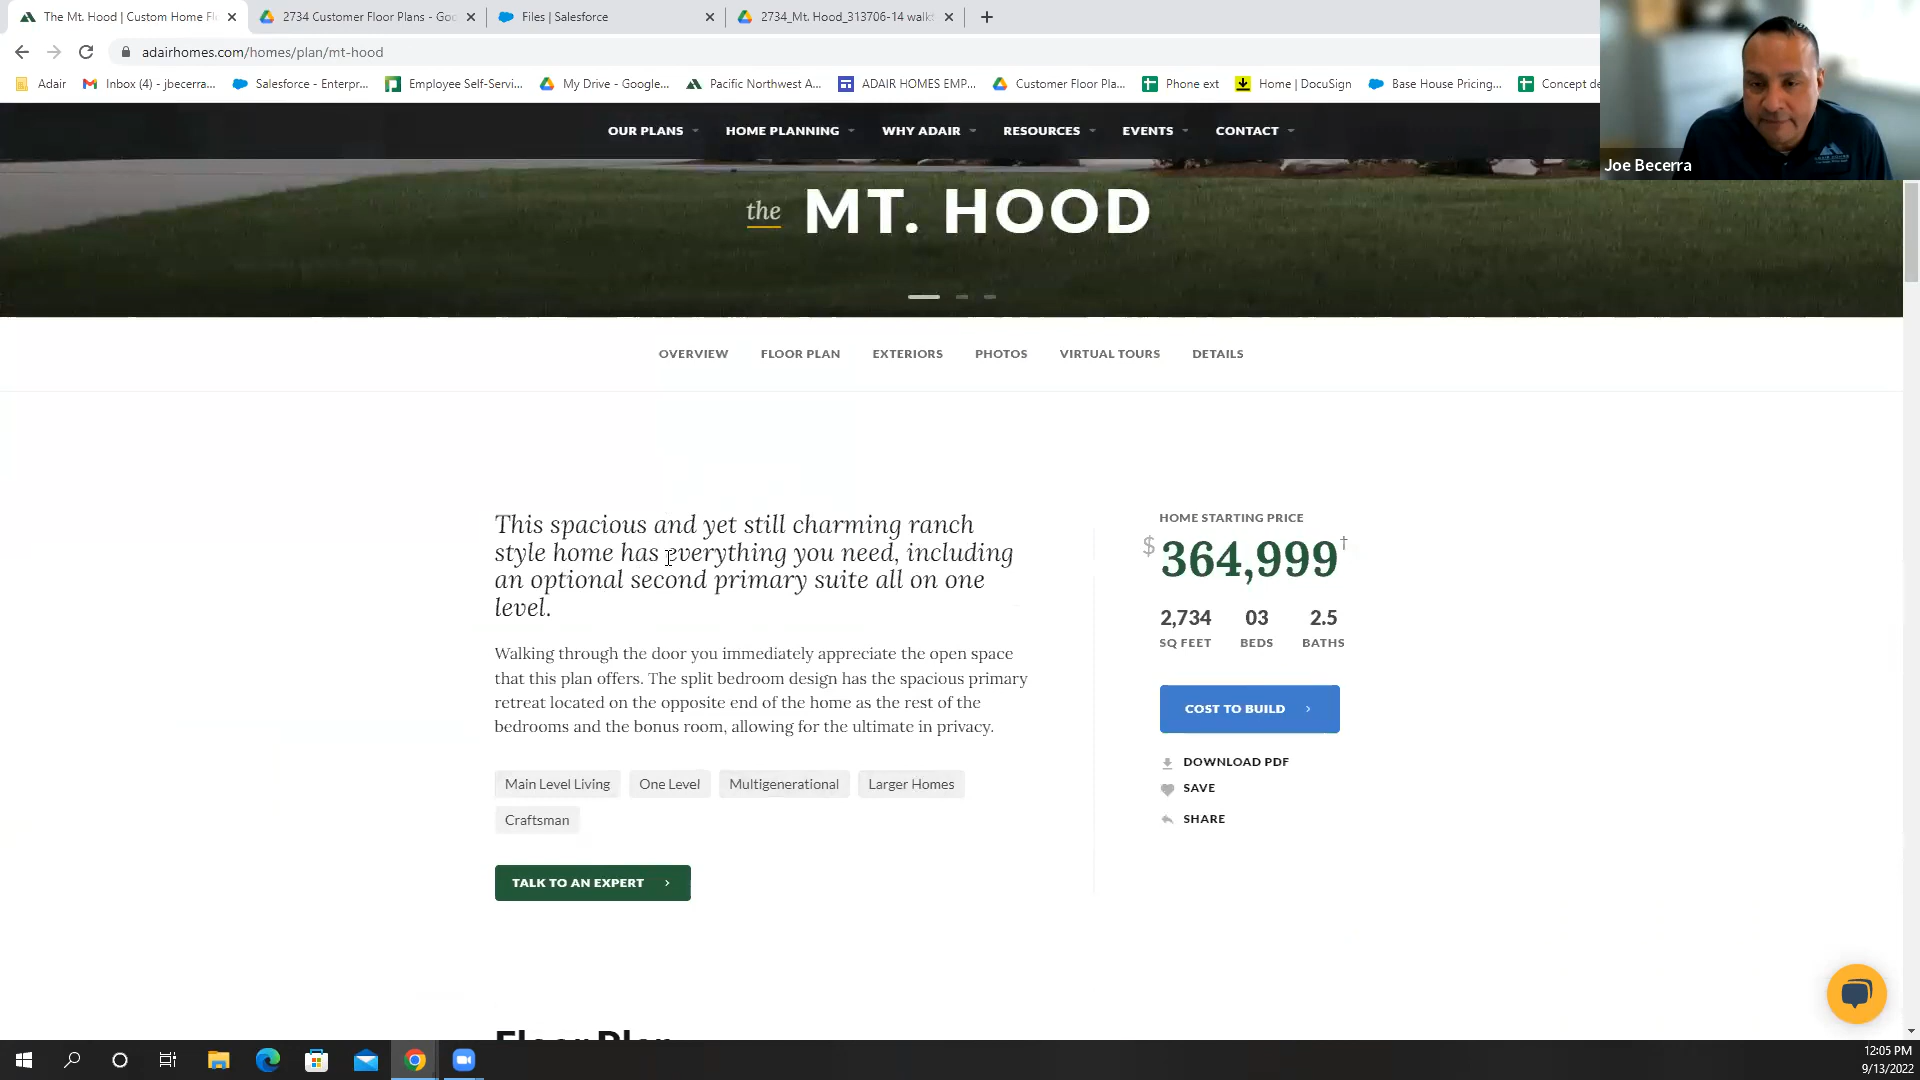 The Mt. Hood | Custom Home Fl
2734 Customer Floor Plans - Goo
Files | Salesforce
2734_Mt. Hood_313706-14 walkt
adairhomes.com/homes/plan/mt-hood
Adair
Inbox (4) - jbecerra...
Salesforce - Enterpr...
Employee Self-Servi...
My Drive - Google...
Pacific Northwest A...
ADAIR HOMES EMP...
Customer Floor Pla...
Phone ext
Home | DocuSign
Base House Pricing...
Concept de
Joe Becerra
OUR PLANS
HOME PLANNING
WHY ADAIR
RESOURCES
EVENTS
CONTACT
the MT. HOOD
OVERVIEW
FLOOR PLAN
EXTERIORS
PHOTOS
VIRTUAL TOURS
DETAILS
This spacious and yet still charming ranch
style home has everything you need, including
an optional second primary suite all on one
level.
Walking through the door you immediately appreciate the open space
that this plan offers. The split bedroom design has the spacious primary
retreat located on the opposite end of the home as the rest of the
bedrooms and the bonus room, allowing for the ultimate in privacy.
Main Level Living
One Level
Multigenerational
Larger Homes
Craftsman
TALK TO AN EXPERT
HOME STARTING PRICE
$364,999†
2,734 03 2.5
SQ FEET BEDS BATHS
COST TO BUILD
DOWNLOAD PDF
SAVE
SHARE
Floor Plan
12:05 PM
9/13/2022